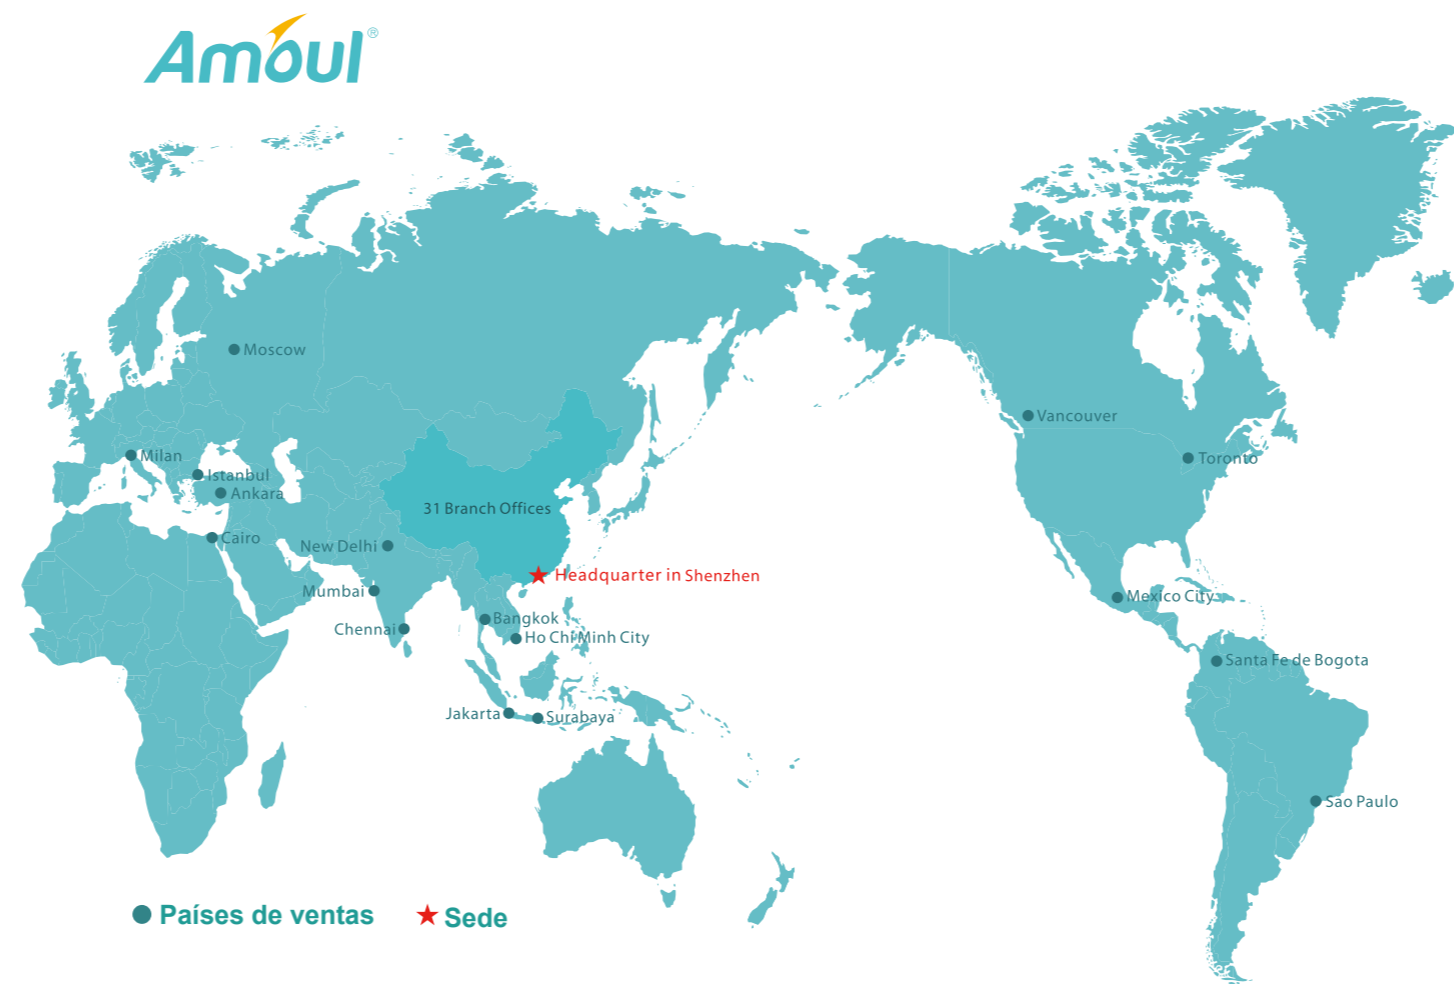 Amoul®
Moscow
Vancouver
Milan
Toronto
Istanbul
Ankara
31 Branch Offices
Cairo
New Delhi
Headquarter in Shenzhen
Mumbai
Mexico City
Bangkok
Chennai
Ho Chi Minh City
Santa Fe de Bogota
Jakarta
Surabaya
Sao Paulo
Países de ventas
Sede